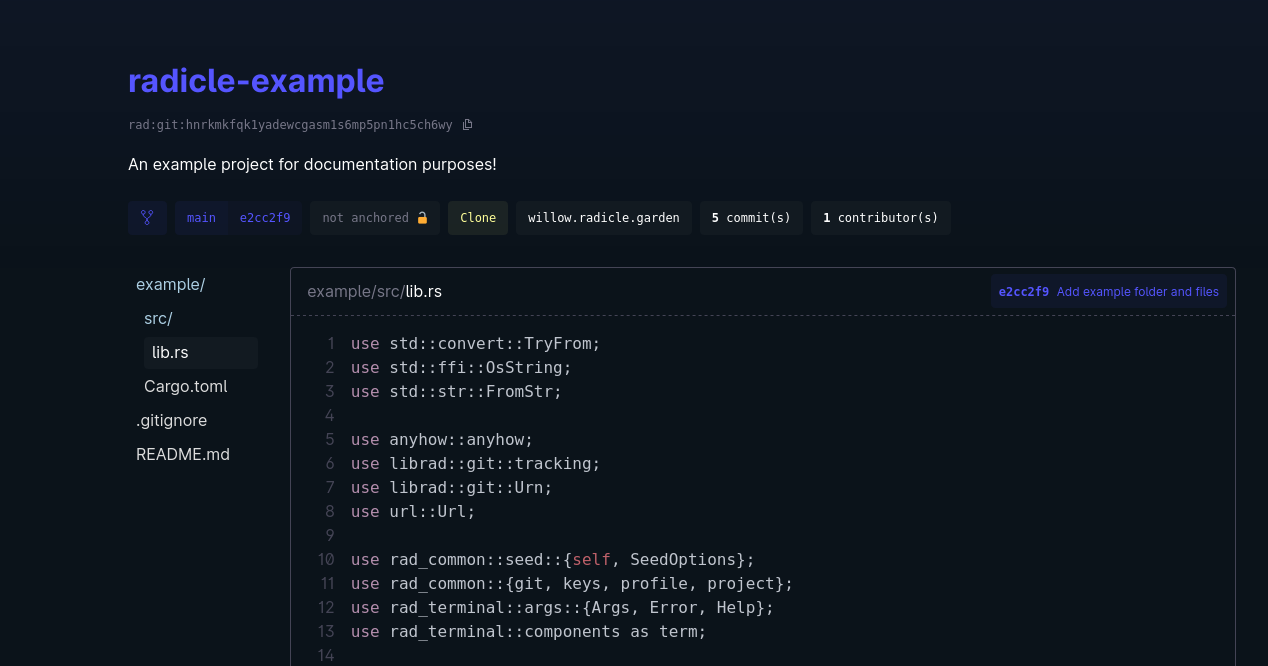 radicle-example
rad:git:hnrkmkfqk1yadewcgasm1s6mp5pn1hc5ch6wy
An example project for documentation purposes!
main e2cc2f9 not anchored 🔓 Clone willow.radicle.garden 5 commit(s) 1 contributor(s)
example/
src/
lib.rs
Cargo.toml
.gitignore
README.md
example/src/lib.rs e2cc2f9 Add example folder and files
1 use std::convert::TryFrom;
2 use std::ffi::OsString;
3 use std::str::FromStr;
4
5 use anyhow::anyhow;
6 use librad::git::tracking;
7 use librad::git::Urn;
8 use url::Url;
9
10 use rad_common::seed::{self, SeedOptions};
11 use rad_common::{git, keys, profile, project};
12 use rad_terminal::args::{Args, Error, Help};
13 use rad_terminal::components as term;
14